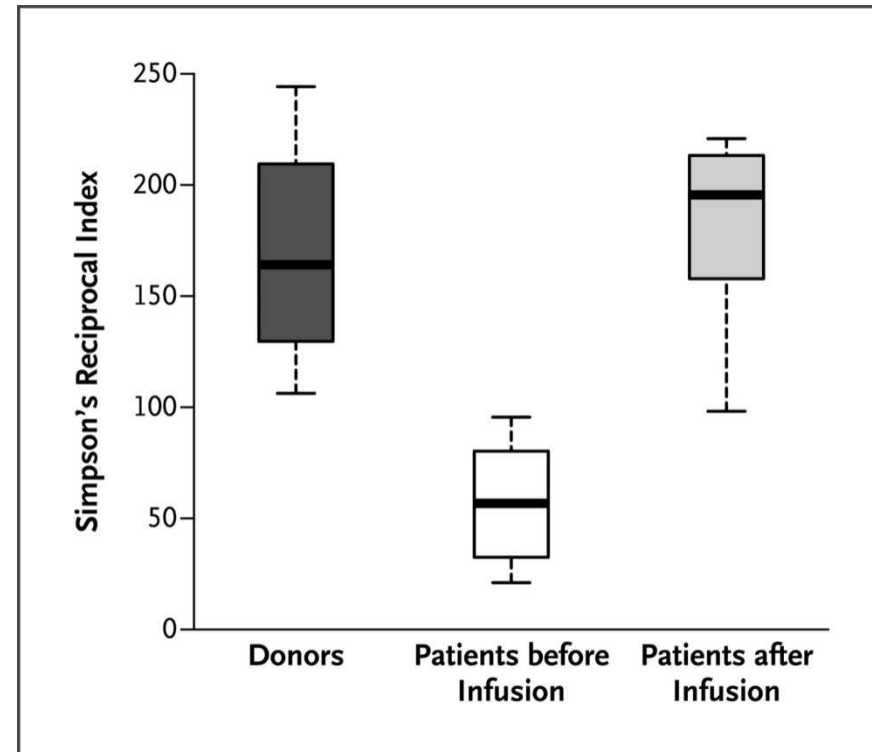 Simpson's Reciprocal Index
250
200
150
100
50
0
Donors
Patients before
Infusion
Patients after
Infusion